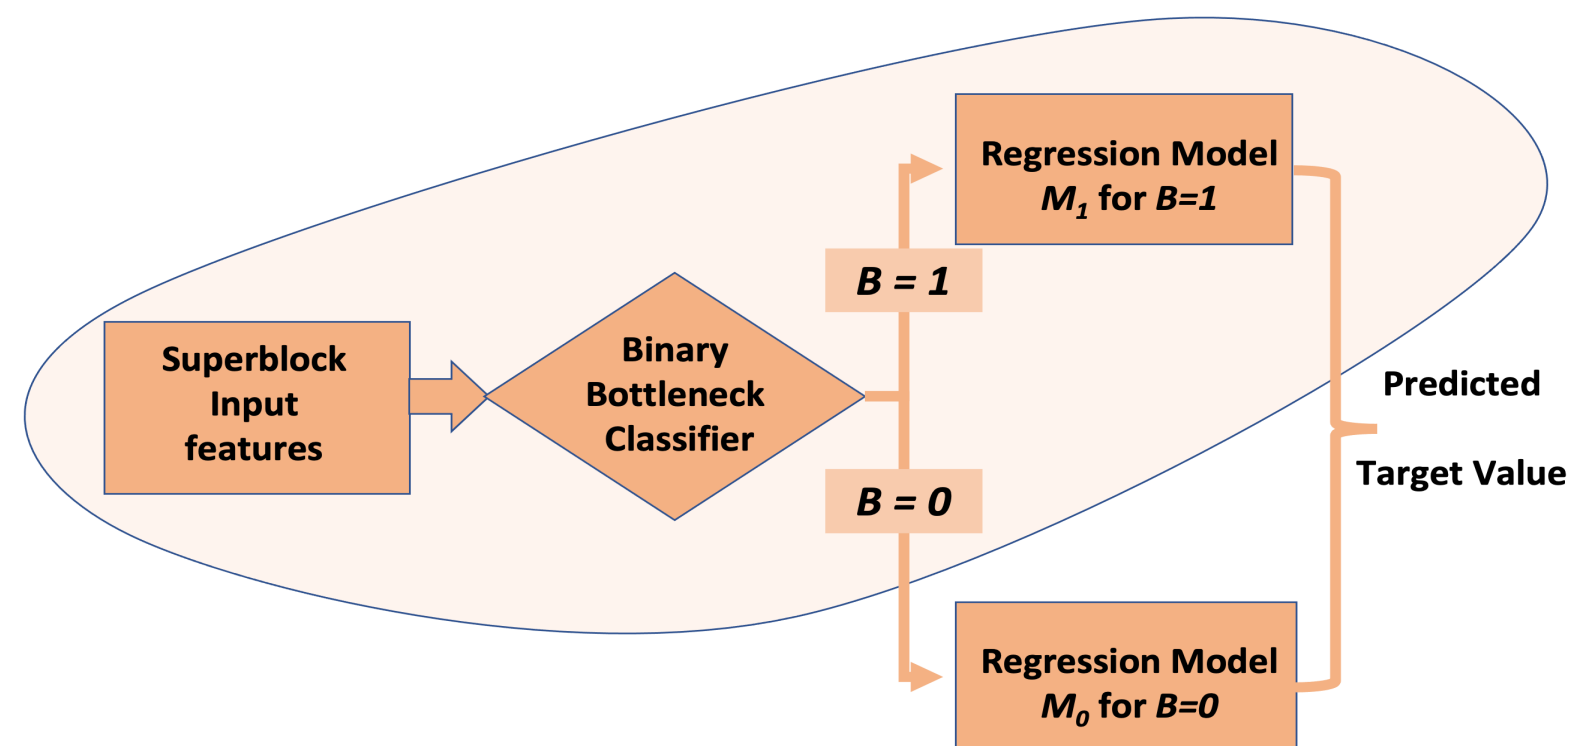 Superblock
Input
features
Binary
Bottleneck
Classifier
B = 1
B = 0
Regression Model
M₁ for B=1
Regression Model
M₀ for B=0
Predicted
Target Value